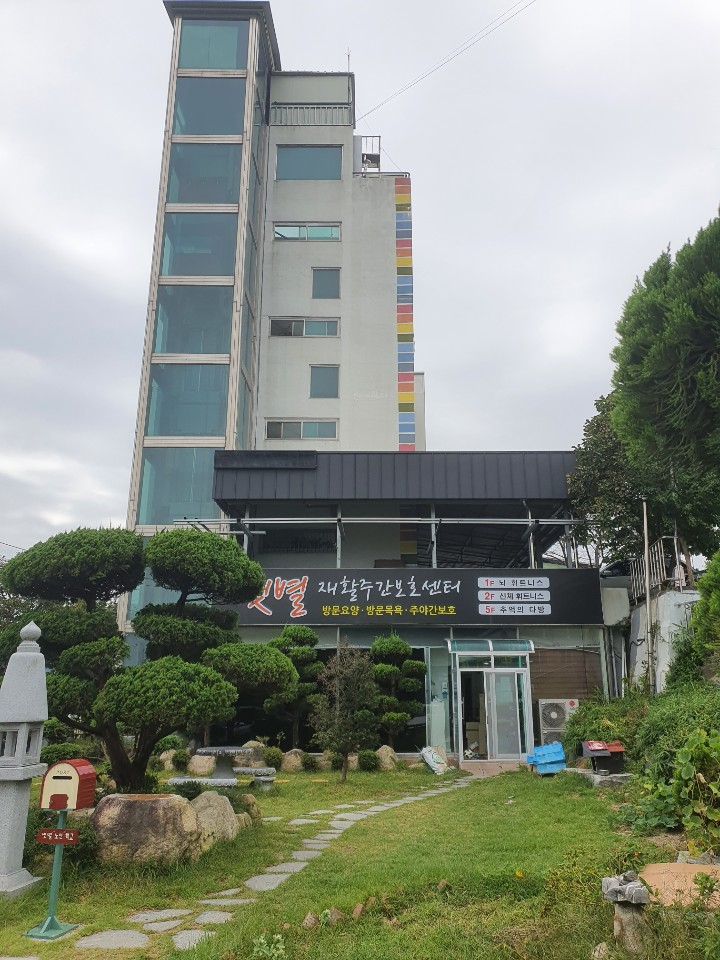 별 재활주간보호센터
방문요양·방문목욕·주야간보호
1F 뇌 휘트니스
2F 신체 휘트니스
5F 추억의 다방